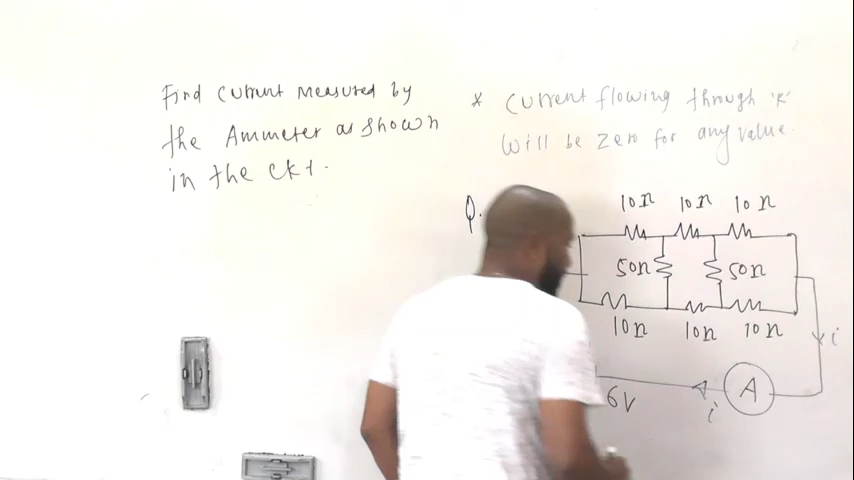 Find current measured by
the Ammeter as shown
in the ckt.
* Current flowing through 'R'
will be zero for any value.
Q.
10Ω 10Ω 10Ω
50Ω 50Ω
10Ω 10Ω 10Ω
i
A
6V
i